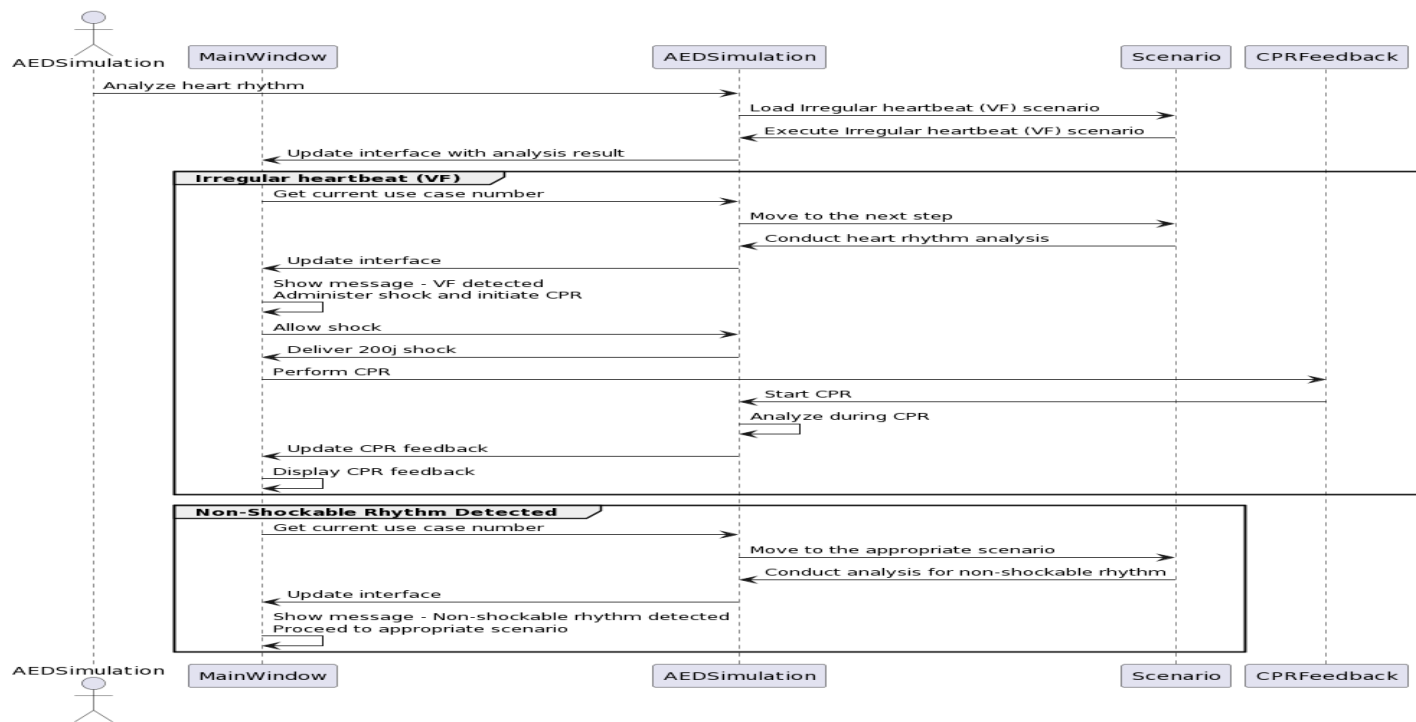 AEDSimulation
MainWindow
AEDSimulation
Scenario
CPRFeedback
Analyze heart rhythm
Load Irregular heartbeat (VF) scenario
Execute Irregular heartbeat (VF) scenario
Update interface with analysis result
Irregular heartbeat (VF)
Get current use case number
Move to the next step
Conduct heart rhythm analysis
Update interface
Show message - VF detected
Administer shock and initiate CPR
Allow shock
Deliver 200j shock
Perform CPR
Start CPR
Analyze during CPR
Update CPR feedback
Display CPR feedback
Non-Shockable Rhythm Detected
Get current use case number
Move to the appropriate scenario
Conduct analysis for non-shockable rhythm
Update interface
Show message - Non-shockable rhythm detected
Proceed to appropriate scenario
AEDSimulation
MainWindow
AEDSimulation
Scenario
CPRFeedback